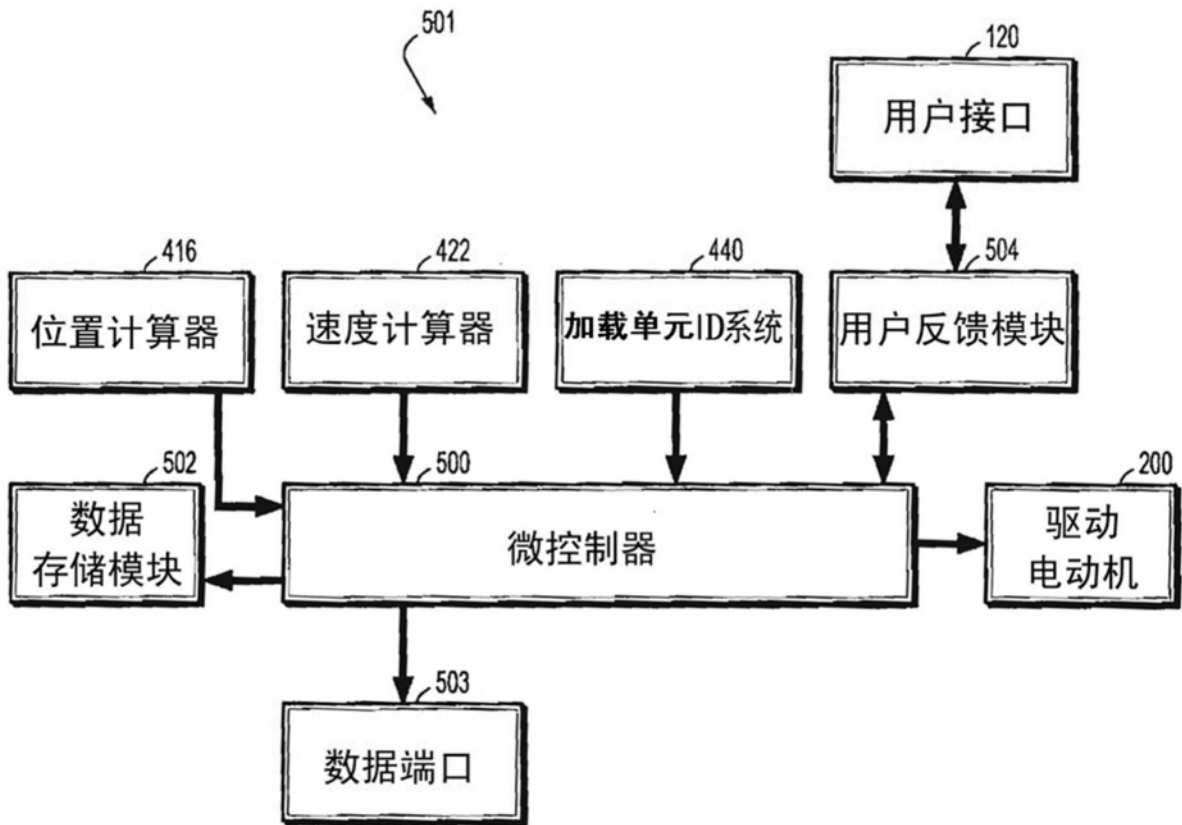 501
120
用户接口
416
位置计算器
422
速度计算器
440
加载单元ID系统
504
用户反馈模块
502
数据
存储模块
500
微控制器
200
驱动
电动机
503
数据端口